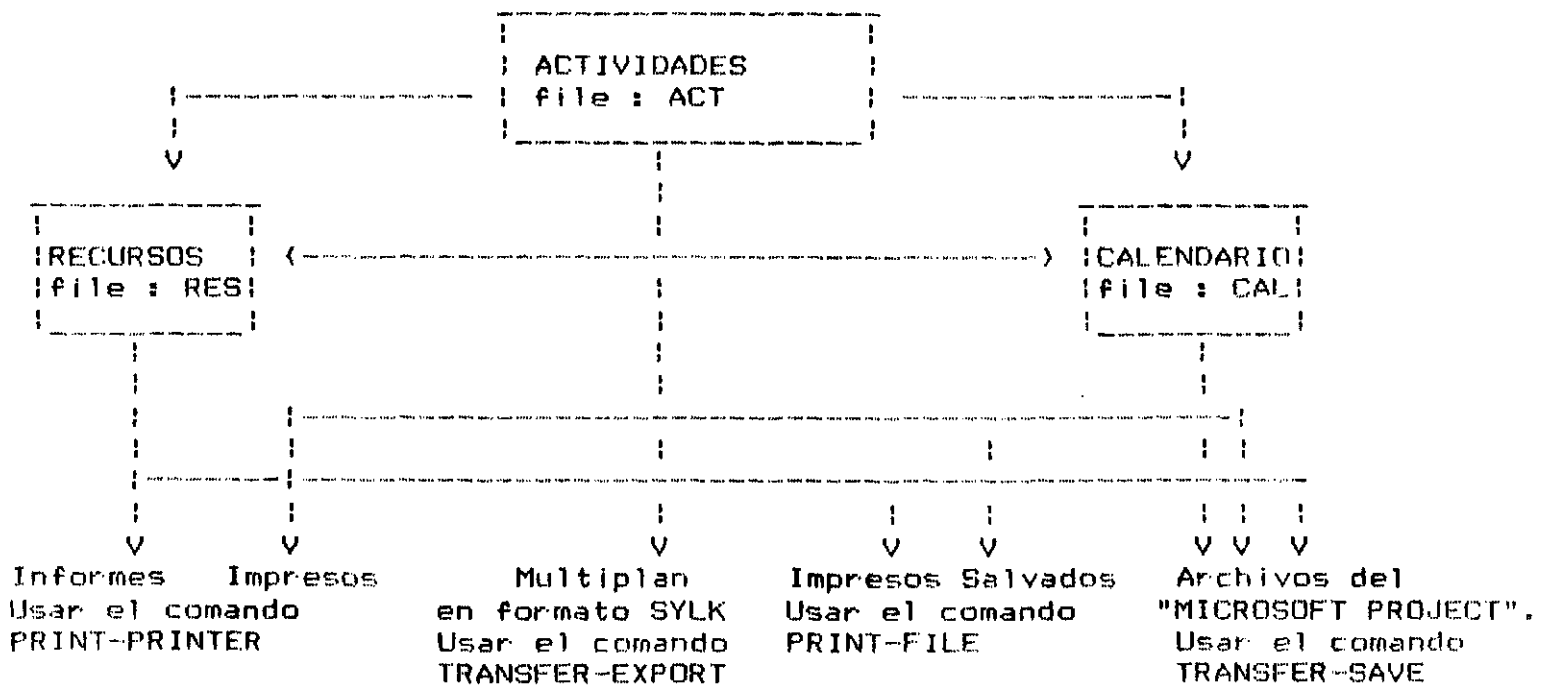 ACTIVIDADES
file : ACT
RECURSOS
file : RES
CALENDARIO
file : CAL
Informes Impresos
Usar el comando
PRINT-PRINTER
Multiplan
en formato SYLK
Usar el comando
TRANSFER-EXPORT
Impresos Salvados
Usar el comando
PRINT-FILE
Archivos del
"MICROSOFT PROJECT".
Usar el comando
TRANSFER-SAVE